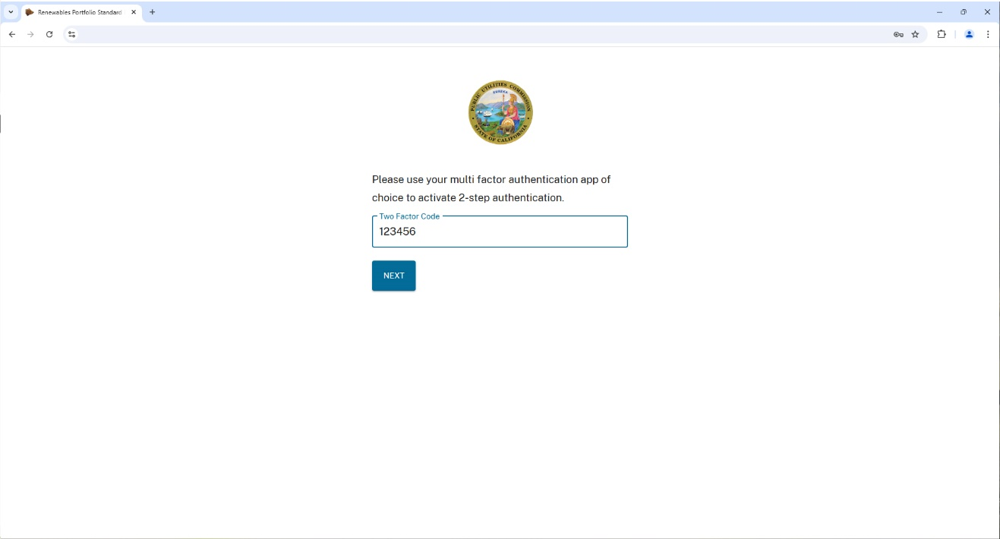 Renewables Portfolio Standard
PUBLIC UTILITIES COMMISSION
EUREKA
STATE OF CALIFORNIA
Please use your multi factor authentication app of
choice to activate 2-step authentication.
Two Factor Code
123456
NEXT